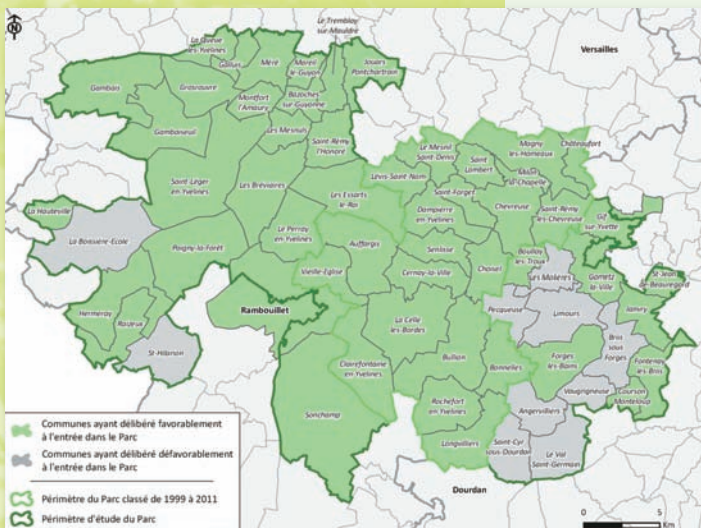 N
Le Tremblay
sur Mauldre
La Queue
les-Yvelines
Galluis
Méré
Mareil
le-Guyon
Jouars
Pontchartrain
Versailles
Gambais
Grosrouvre
Montfort
l'Amaury
Bazoches
sur-Guyonne
Gambaiseuil
Les Mesnuls
Saint-Rémy
l'Honoré
Le Mesnil
Saint-Denis
Saint
Lambert
Magny
les-Hameaux
Châteaufort
Milon
la-Chapelle
Lévis-Saint-Nom
Saint-Léger
en-Yvelines
Les Bréviaires
Les Essarts
le-Roi
Saint-Forget
Dampierre
en-Yvelines
Chevreuse
Saint-Rémy
lès-Chevreuse
Gif
sur-Yvette
La Hauteville
La Boissière-École
Poigny-la-Forêt
Le Perray
en-Yvelines
Auffargis
Senlisse
Choisel
Boullay
les-Troux
Les Molières
Gometz
la-Ville
St-Jean
de-Beauregard
Vieille-Église
Cernay-la-Ville
Hermeray
Raizeux
Rambouillet
Pecqueuse
Limours
Janvry
St-Hilarion
La Celle
les-Bordes
Briis
sous
Forges
Clairefontaine
en-Yvelines
Bullion
Bonnelles
Forges
les-Bains
Fontenay
les-Briis
Vaugrigneuse
Courson
Monteloup
Sonchamp
Rochefort
en-Yvelines
Angervilliers
Longvilliers
Saint-Cyr
sous-Dourdan
Le Val
Saint-Germain
Dourdan
Communes ayant délibéré favorablement
à l'entrée dans le Parc
Communes ayant délibéré défavorablement
à l'entrée dans le Parc
Périmètre du Parc classé de 1999 à 2011
Périmètre d'étude du Parc
0 5
Km